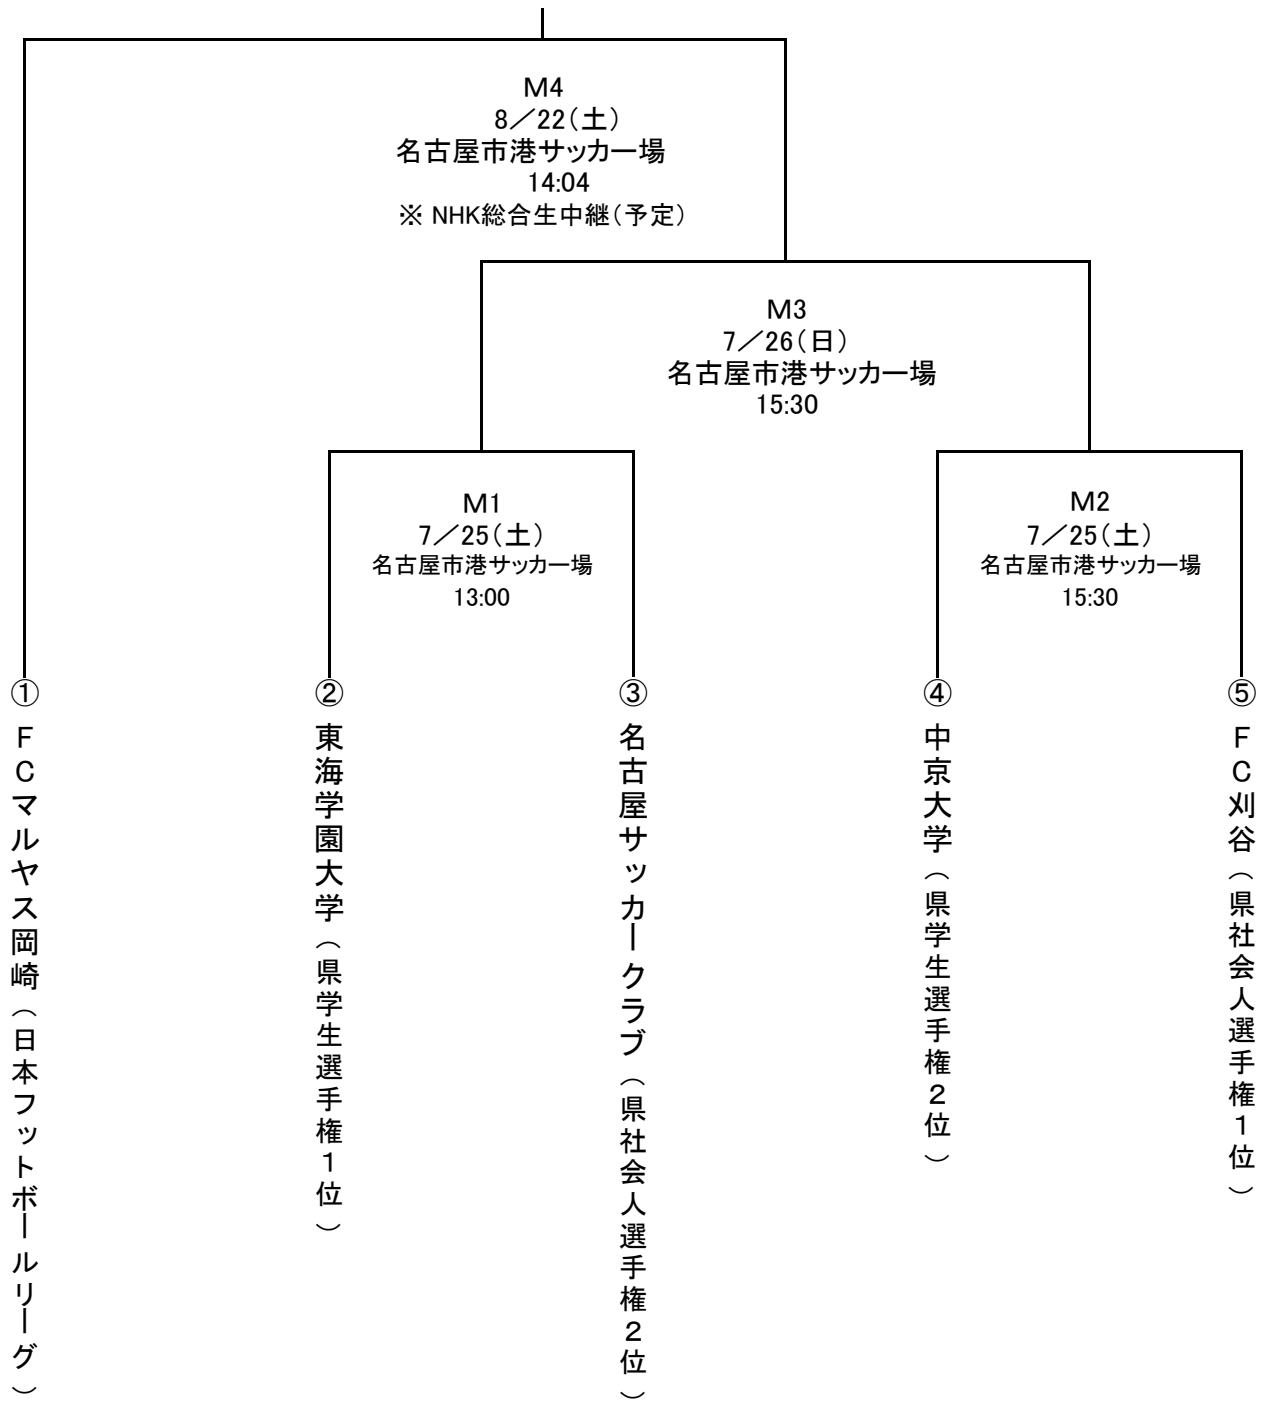 M4
8／22（土）
名古屋市港サッカー場
14:04
※ NHK総合生中継（予定）
M3
7／26（日）
名古屋市港サッカー場
15:30
M1
7／25（土）
名古屋市港サッカー場
13:00
M2
7／25（土）
名古屋市港サッカー場
15:30
① FCマルヤス岡崎（日本フットボールリーグ）
② 東海学園大学（県学生選手権1位）
③ 名古屋サッカークラブ（県社会人選手権2位）
④ 中京大学（県学生選手権2位）
⑤ FC刈谷（県社会人選手権1位）